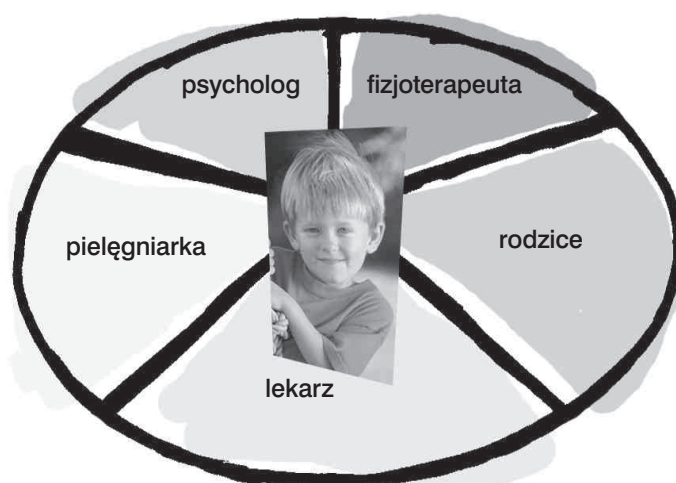 psycholog
fizjoterapeuta
pielęgniarka
rodzice
lekarz